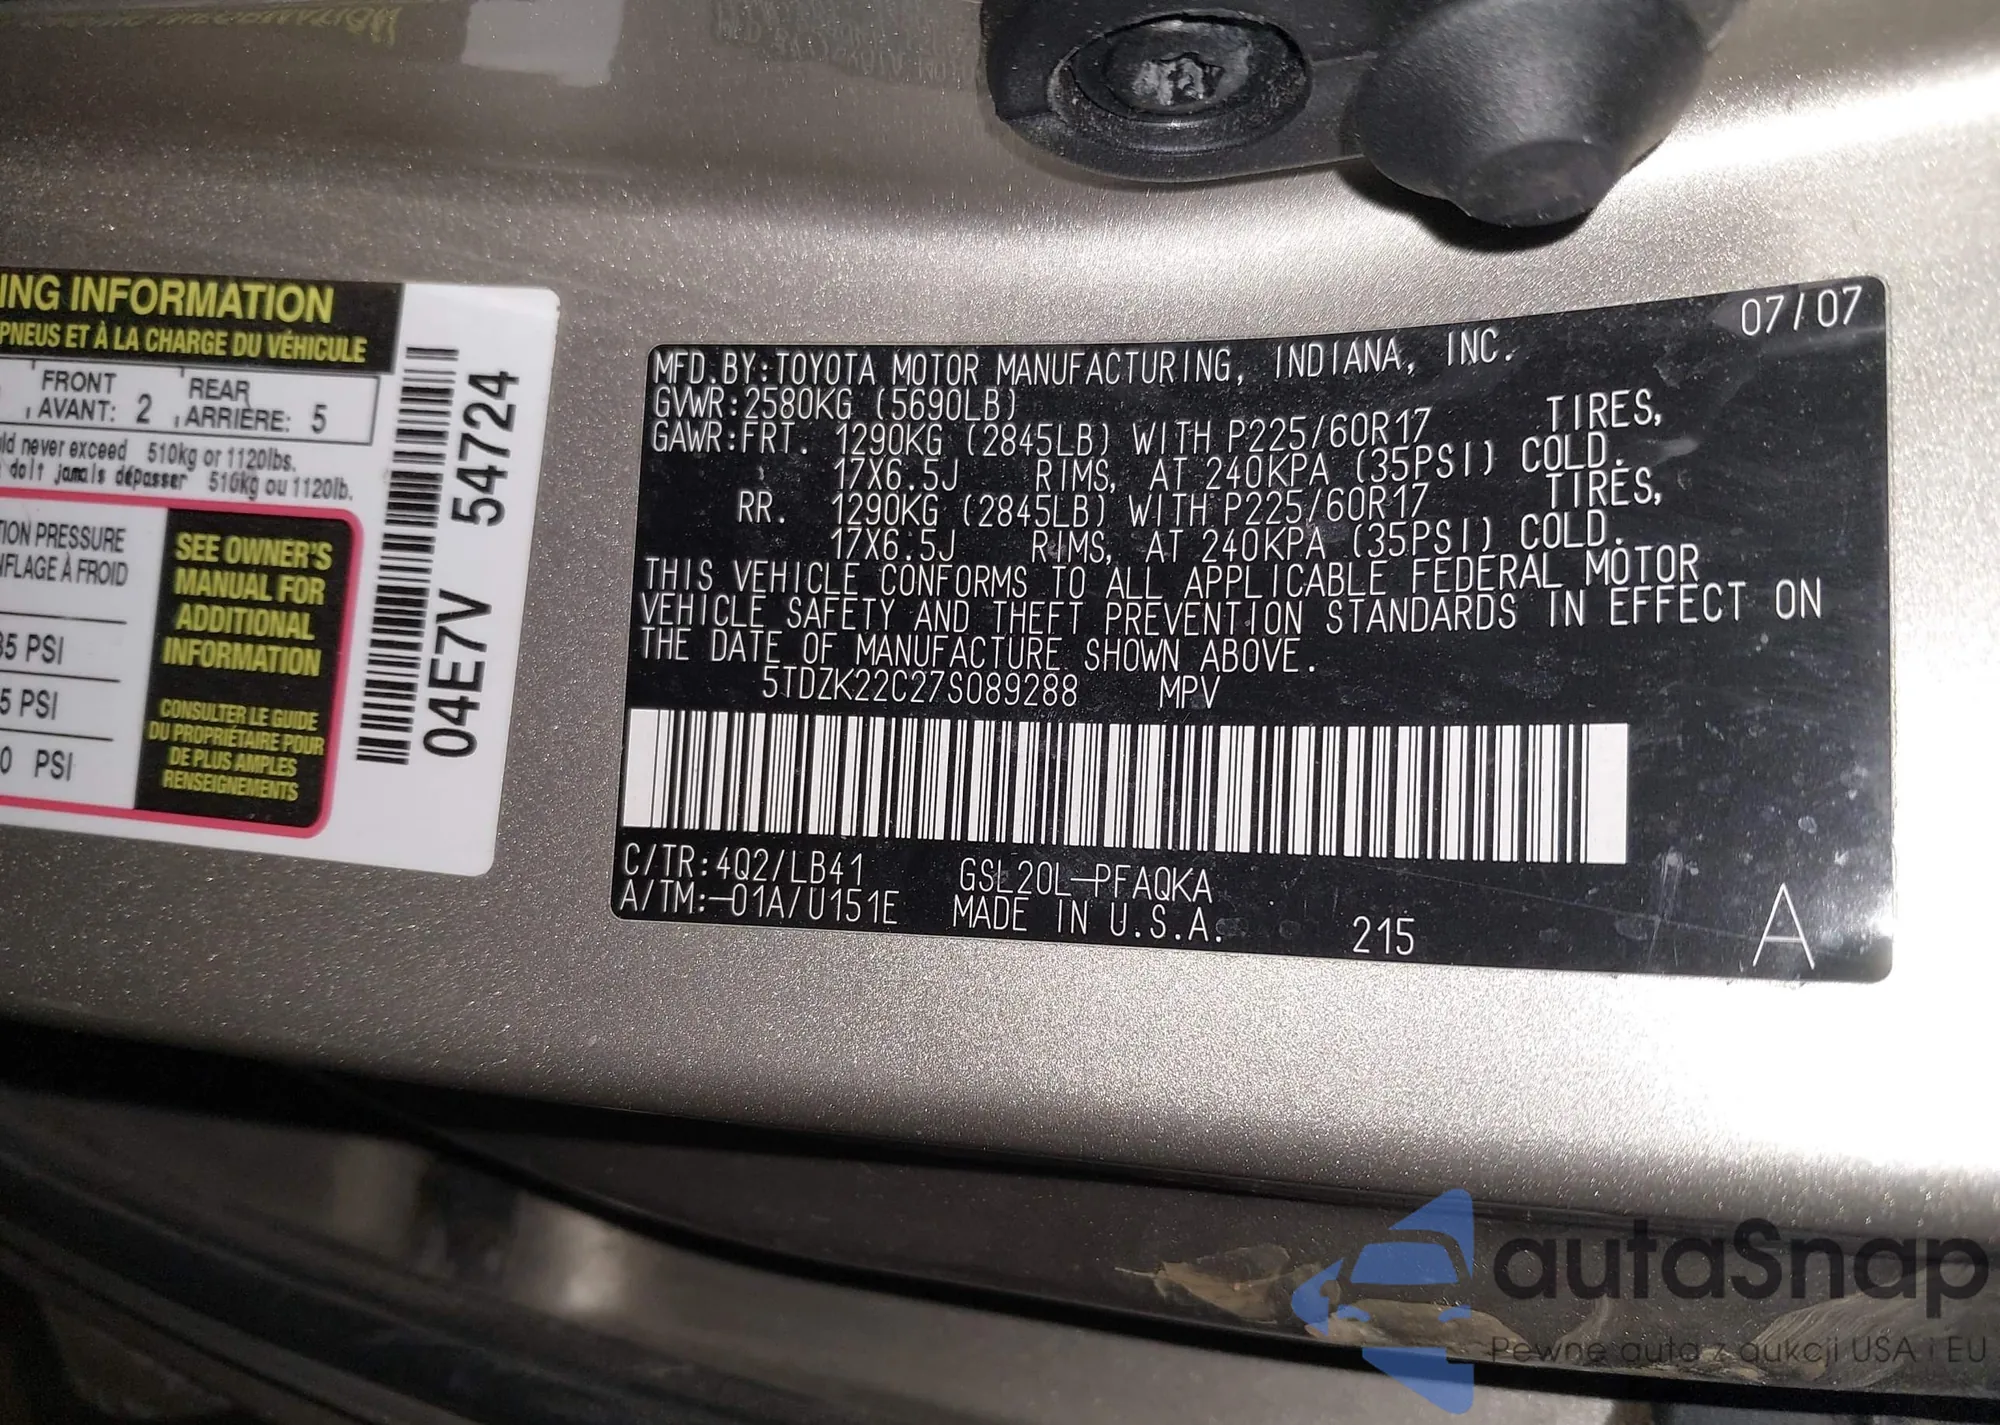 ING INFORMATION
PNEUS ET À LA CHARGE DU VÉHICULE
FRONT REAR
AVANT: 2 ARRIÈRE: 5
never exceed 510kg or 1120lbs.
doit jamais dépasser 510kg ou 1120lb.
ION PRESSURE
NFLAGE À FROID
35 PSI
5 PSI
0 PSI
SEE OWNER'S
MANUAL FOR
ADDITIONAL
INFORMATION
CONSULTER LE GUIDE
DU PROPRIÉTAIRE POUR
DE PLUS AMPLES
RENSEIGNEMENTS
04E7V 54724
07/07
MFD.BY:TOYOTA MOTOR MANUFACTURING, INDIANA, INC.
GVWR:2580KG (5690LB)
GAWR:FRT. 1290KG (2845LB) WITH P225/60R17 TIRES,
17X6.5J RIMS, AT 240KPA (35PSI) COLD.
RR. 1290KG (2845LB) WITH P225/60R17 TIRES,
17X6.5J RIMS, AT 240KPA (35PSI) COLD.
THIS VEHICLE CONFORMS TO ALL APPLICABLE FEDERAL MOTOR
VEHICLE SAFETY AND THEFT PREVENTION STANDARDS IN EFFECT ON
THE DATE OF MANUFACTURE SHOWN ABOVE.
5TDZK22C27S089288 MPV
C/TR:4Q2/LB41 GSL20L-PFAQKA
A/TM:-01A/U151E MADE IN U.S.A. 215 A
autoSnap
Pewne auta z aukcji USA i EU